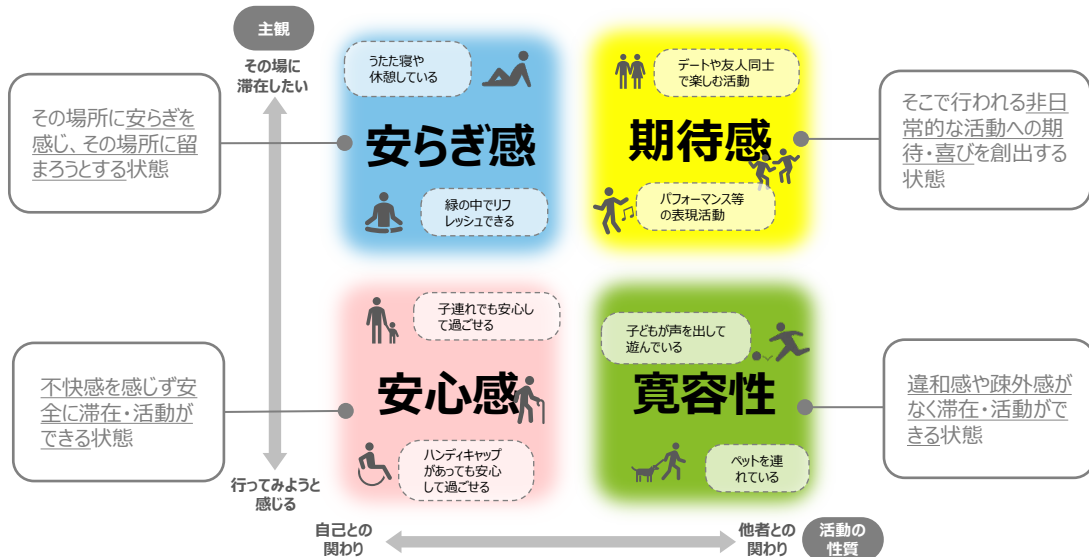 主観
その場に
滞在したい
その場所に安らぎを
感じ、その場所に留
まろうとする状態
うたた寝や
休憩している
安らぎ感
緑の中でリフ
レッシュできる
デートや友人同士
で楽しむ活動
期待感
パフォーマンス等
の表現活動
そこで行われる非日
常的な活動への期
待・喜びを創出する
状態
不快感を感じず安
全に滞在・活動が
できる状態
子連れでも安心し
て過ごせる
安心感
ハンディキャップ
があっても安心
して過ごせる
子どもが声を出して
遊んでいる
寛容性
ペットを連
れている
違和感や疎外感が
なく滞在・活動がで
きる状態
行ってみようと
感じる
自己との
関わり
他者との
関わり
活動の
性質